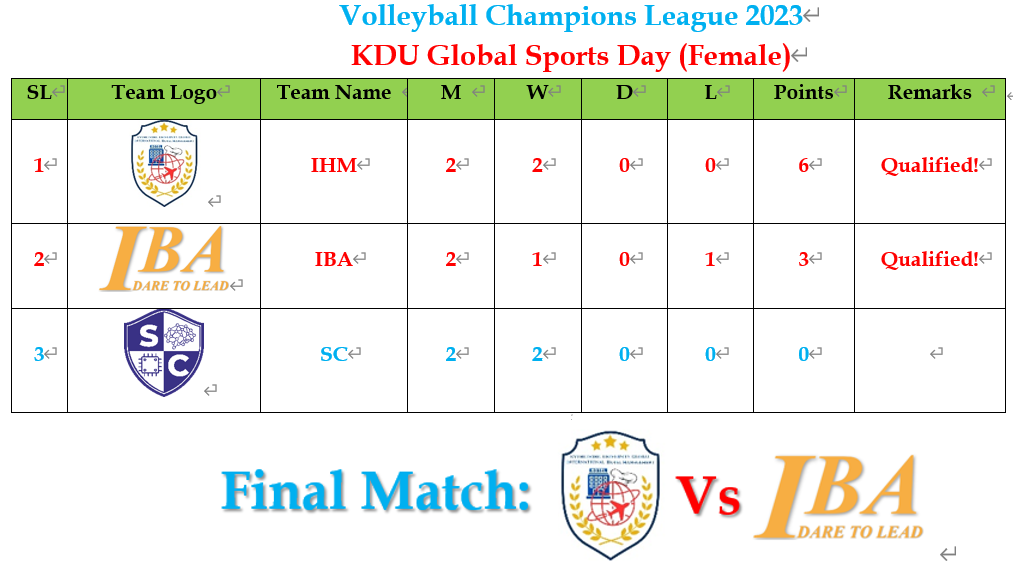 Volleyball Champions League 2023
KDU Global Sports Day (Female)
SL Team Logo Team Name M W D L Points Remarks
1 IHM 2 2 0 0 6 Qualified!
2 IBA DARE TO LEAD IBA 2 1 0 1 3 Qualified!
3 SC SC 2 2 0 0 0
Final Match: Vs IBA
DARE TO LEAD